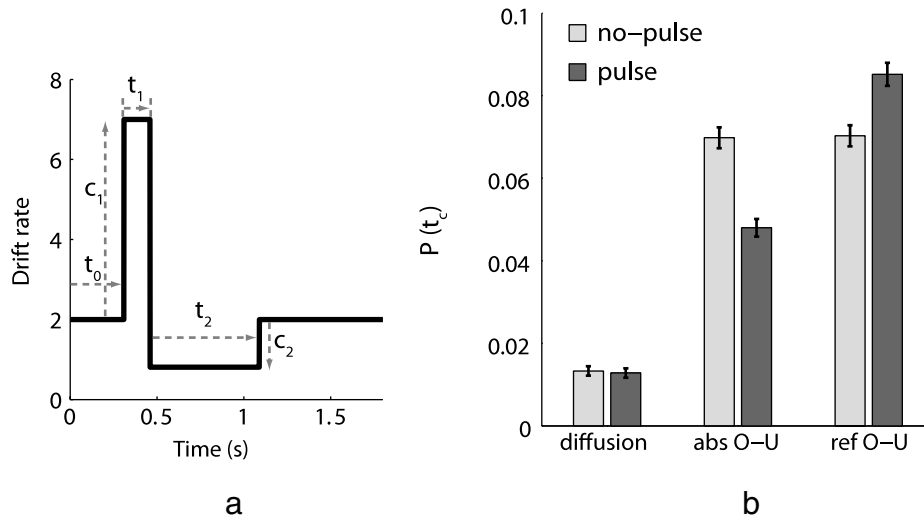 8
6
4
2
0
Drift rate
t1
c1
t0
t2
c2
0
0.5
1
1.5
Time (s)
a
0.1
0.08
0.06
0.04
0.02
0
P (tc)
no−pulse
pulse
diffusion
abs O−U
ref O−U
b